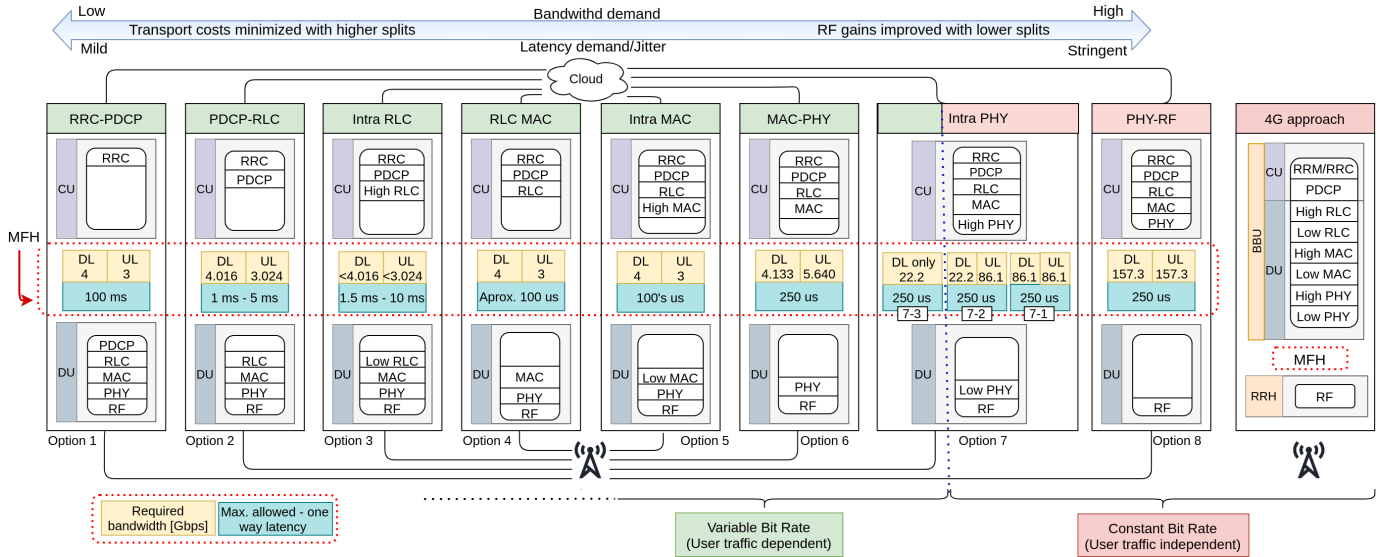 Low
Bandwithd demand
High
Transport costs minimized with higher splits
RF gains improved with lower splits
Mild
Latency demand/Jitter
Stringent
Cloud
RRC-PDCP
PDCP-RLC
Intra RLC
RLC MAC
Intra MAC
MAC-PHY
Intra PHY
PHY-RF
4G approach
CU
RRC
CU
RRC
PDCP
CU
RRC
PDCP
High RLC
CU
RRC
PDCP
RLC
CU
RRC
PDCP
RLC
High MAC
CU
RRC
PDCP
RLC
MAC
CU
RRC
PDCP
RLC
MAC
High PHY
CU
RRC
PDCP
RLC
MAC
PHY
BBU
CU
RRM/RRC
PDCP
DU
High RLC
Low RLC
High MAC
Low MAC
High PHY
Low PHY
MFH
RRH
RF
MFH
DL UL
4 3
100 ms
DL UL
4.016 3.024
1 ms - 5 ms
DL UL
<4.016 <3.024
1.5 ms - 10 ms
DL UL
4 3
Aprox. 100 us
DL UL
4 3
100's us
DL UL
4.133 5.640
250 us
DL only
22.2
250 us
7-3
DL UL
22.2 86.1
250 us
7-2
DL UL
86.1 86.1
250 us
7-1
DL UL
157.3 157.3
250 us
DU
PDCP
RLC
MAC
PHY
RF
DU
RLC
MAC
PHY
RF
DU
Low RLC
MAC
PHY
RF
DU
MAC
PHY
RF
DU
Low MAC
PHY
RF
DU
PHY
RF
DU
Low PHY
RF
DU
RF
Option 1
Option 2
Option 3
Option 4
Option 5
Option 6
Option 7
Option 8
Required
bandwidth [Gbps]
Max. allowed - one
way latency
Variable Bit Rate
(User traffic dependent)
Constant Bit Rate
(User traffic independent)